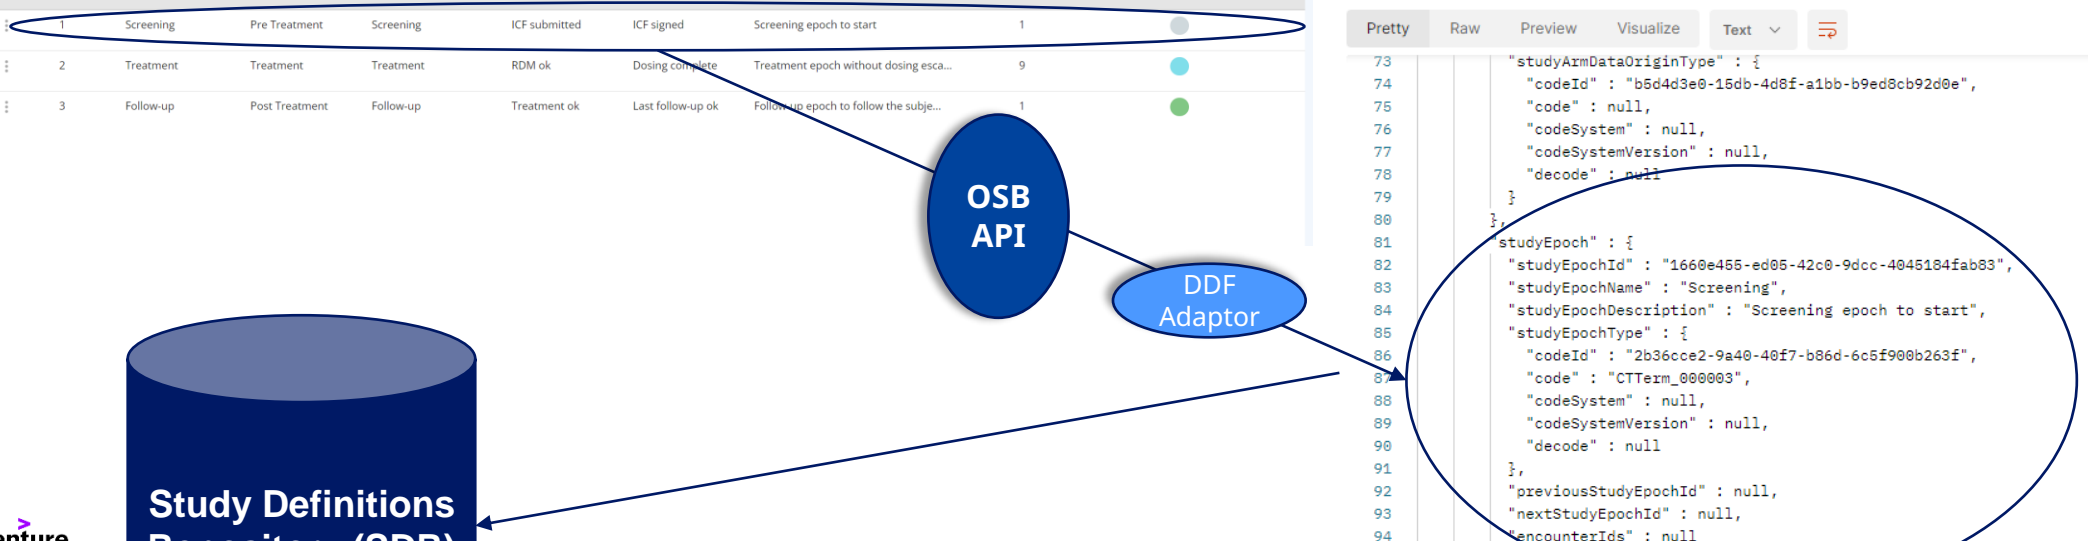 1 Screening Pre Treatment Screening ICF submitted ICF signed Screening epoch to start 1
2 Treatment Treatment Treatment RDM ok Dosing complete Treatment epoch without dosing esca... 9
3 Follow-up Post Treatment Follow-up Treatment ok Last follow-up ok Follow-up epoch to follow the subje... 1
OSB
API
DDF
Adaptor
Study Definitions
Repository (SDR)
>
enture
Pretty Raw Preview Visualize Text
73 "studyArmDataOriginType" : {
74 "codeId" : "b5d4d3e0-15db-4d8f-a1bb-b9ed8cb92d0e",
75 "code" : null,
76 "codeSystem" : null,
77 "codeSystemVersion" : null,
78 "decode" : null
79 }
80 },
81 "studyEpoch" : {
82 "studyEpochId" : "1660e455-ed05-42c0-9dcc-4045184fab83",
83 "studyEpochName" : "Screening",
84 "studyEpochDescription" : "Screening epoch to start",
85 "studyEpochType" : {
86 "codeId" : "2b36cce2-9a40-40f7-b86d-6c5f900b263f",
87 "code" : "CTTerm_000003",
88 "codeSystem" : null,
89 "codeSystemVersion" : null,
90 "decode" : null
91 },
92 "previousStudyEpochId" : null,
93 "nextStudyEpochId" : null,
94 "encounterIds" : null